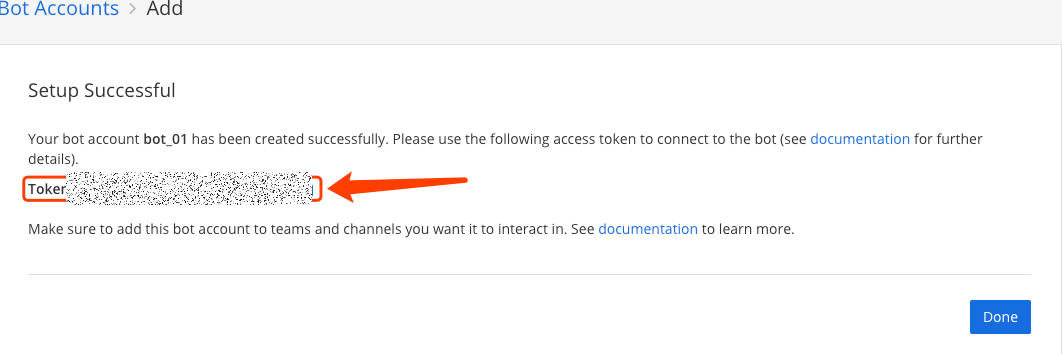 Bot Accounts > Add
Setup Successful
Your bot account bot_01 has been created successfully. Please use the following access token to connect to the bot (see documentation for further
details).
Token
Make sure to add this bot account to teams and channels you want it to interact in. See documentation to learn more.
Done